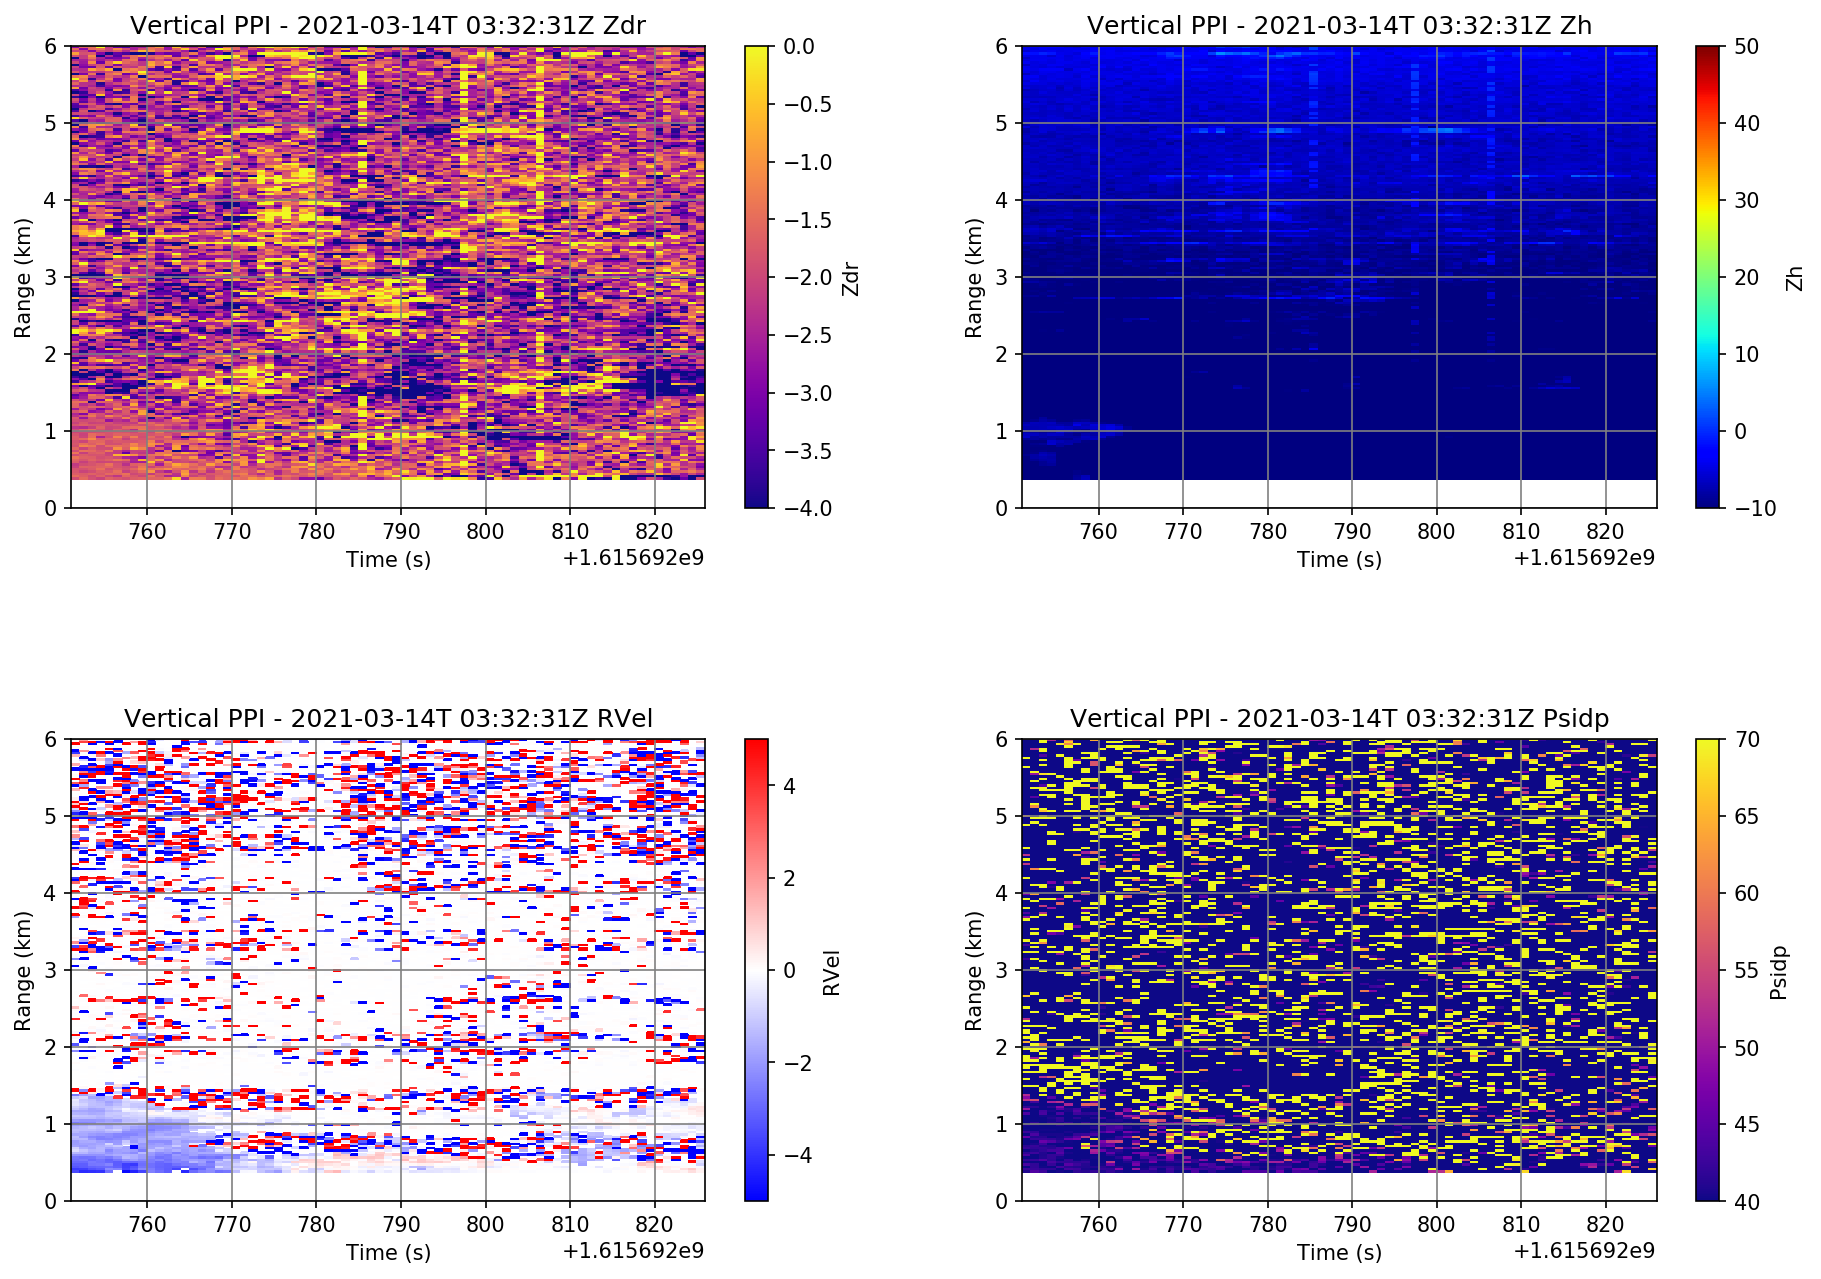 Vertical PPI - 2021-03-14T 03:32:31Z Zdr
6
5
4
3
2
1
0
Range (km)
760 770 780 790 800 810 820
Time (s)
+1.615692e9
0.0
−0.5
−1.0
−1.5
−2.0
−2.5
−3.0
−3.5
−4.0
Zdr
Vertical PPI - 2021-03-14T 03:32:31Z Zh
6
5
4
3
2
1
0
Range (km)
760 770 780 790 800 810 820
Time (s)
+1.615692e9
50
40
30
20
10
0
−10
Zh
Vertical PPI - 2021-03-14T 03:32:31Z RVel
6
5
4
3
2
1
0
Range (km)
760 770 780 790 800 810 820
Time (s)
+1.615692e9
4
2
0
−2
−4
RVel
Vertical PPI - 2021-03-14T 03:32:31Z Psidp
6
5
4
3
2
1
0
Range (km)
760 770 780 790 800 810 820
Time (s)
+1.615692e9
70
65
60
55
50
45
40
Psidp